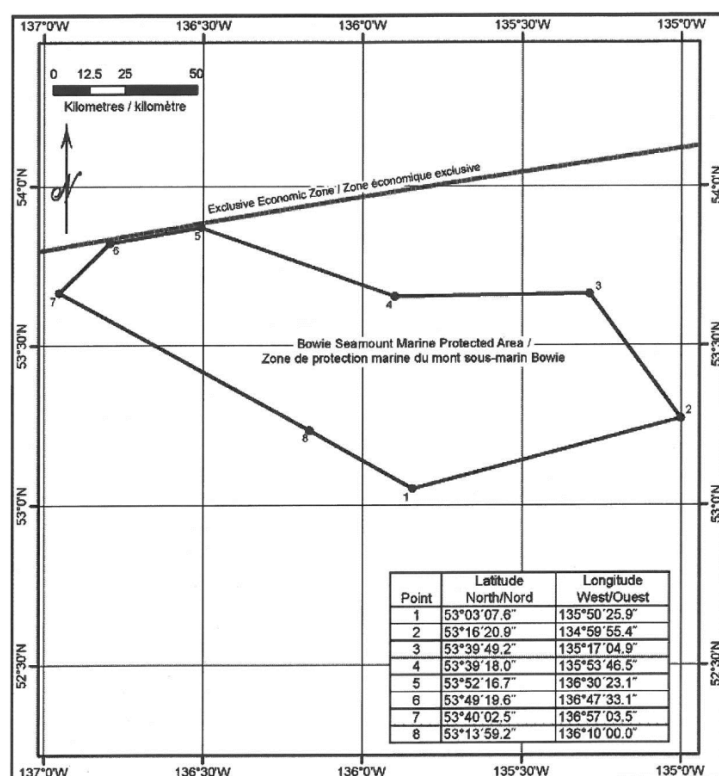 137°0'W 136°30'W 136°0'W 135°30'W 135°0'W
0 12.5 25 50
Kilometres / kilomètre
N
54°0'N
54°0'N
Exclusive Economic Zone / Zone économique exclusive
5
6
7
4
3
53°30'N
53°30'N
Bowie Seamount Marine Protected Area /
Zone de protection marine du mont sous-marin Bowie
2
8
1
53°0'N
53°0'N
Point Latitude North/Nord Longitude West/Ouest
1 53°03´07.6" 135°50´25.9"
2 53°16´20.9" 134°59´55.4"
3 53°39´49.2" 135°17´04.9"
4 53°39´18.0" 135°53´46.5"
5 53°52´16.7" 136°30´23.1"
6 53°49´19.6" 136°47´33.1"
7 53°40´02.5" 136°57´03.5"
8 53°13´59.2" 136°10´00.0"
52°30'N
52°30'N
137°0'W 136°30'W 136°0'W 135°30'W 135°0'W